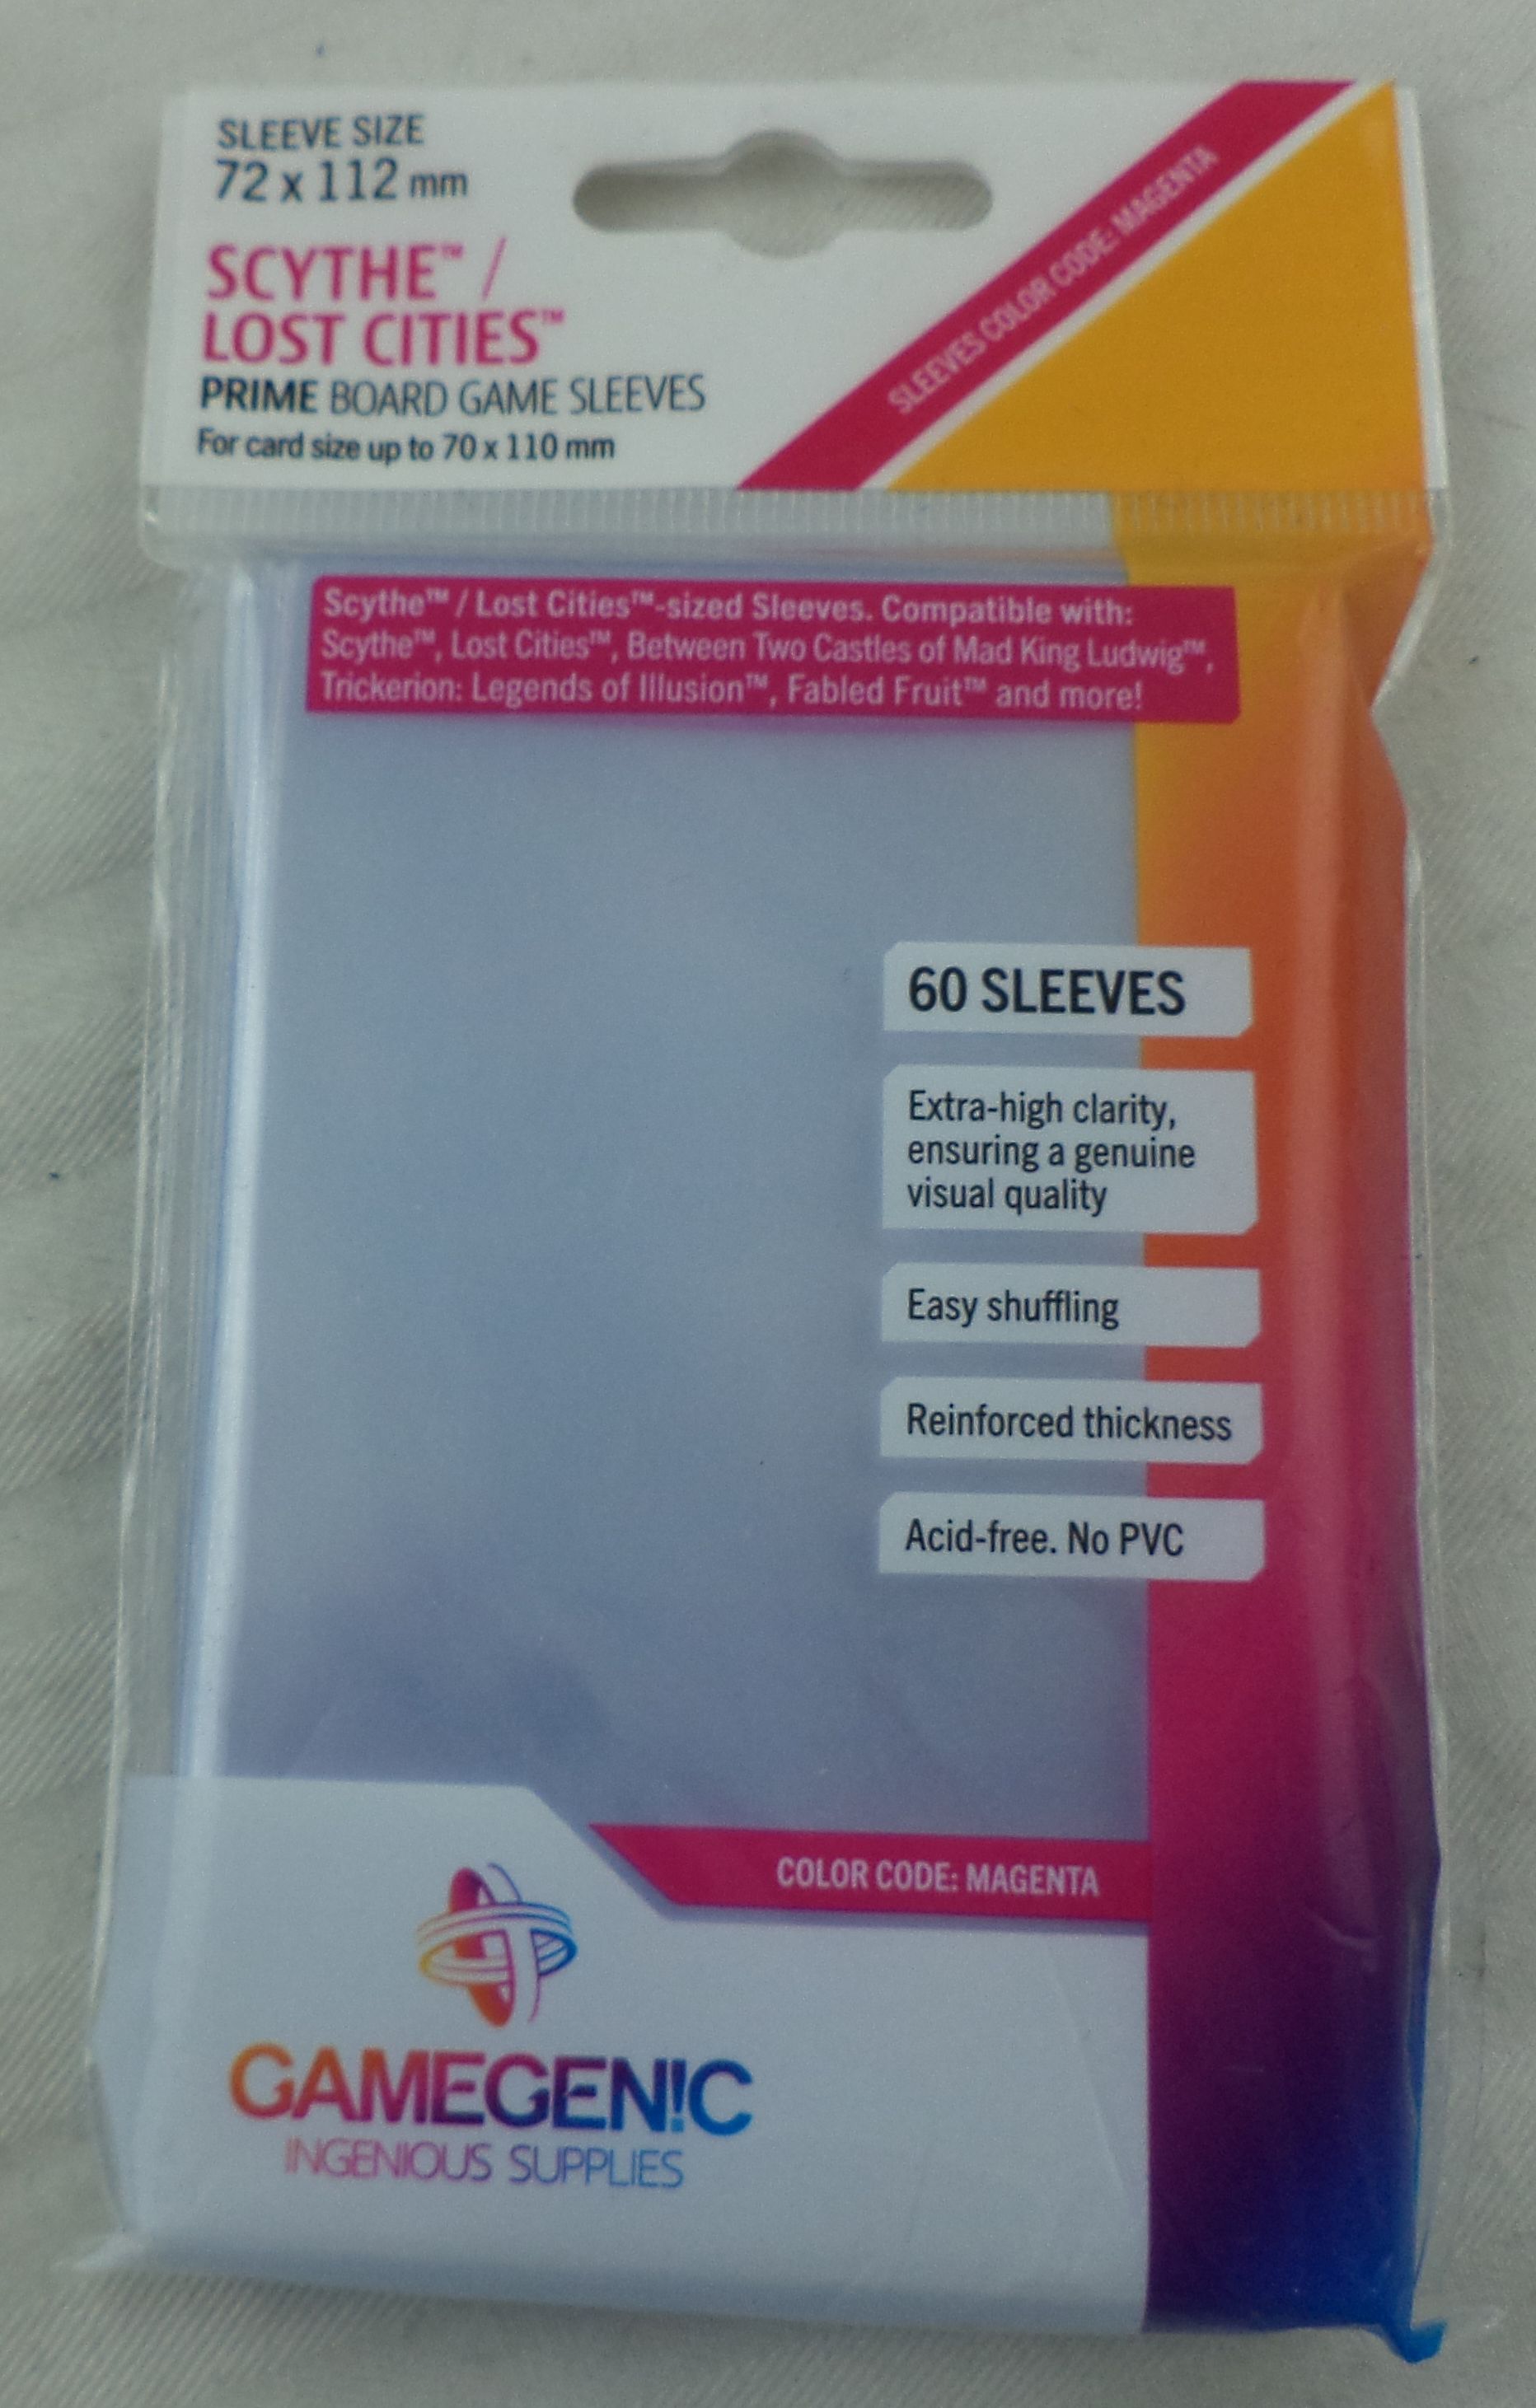 SLEEVE SIZE
72 x 112 mm
SCYTHE™ /
LOST CITIES™
PRIME BOARD GAME SLEEVES
For card size up to 70 x 110 mm
SLEEVES COLOR CODE: MAGENTA
Scythe™ / Lost Cities™-sized Sleeves. Compatible with:
Scythe™, Lost Cities™, Between Two Castles of Mad King Ludwig™,
Trickerion: Legends of Illusion™, Fabled Fruit™ and more!
60 SLEEVES
Extra-high clarity,
ensuring a genuine
visual quality
Easy shuffling
Reinforced thickness
Acid-free. No PVC
COLOR CODE: MAGENTA
GAMEGEN!C
INGENIOUS SUPPLIES